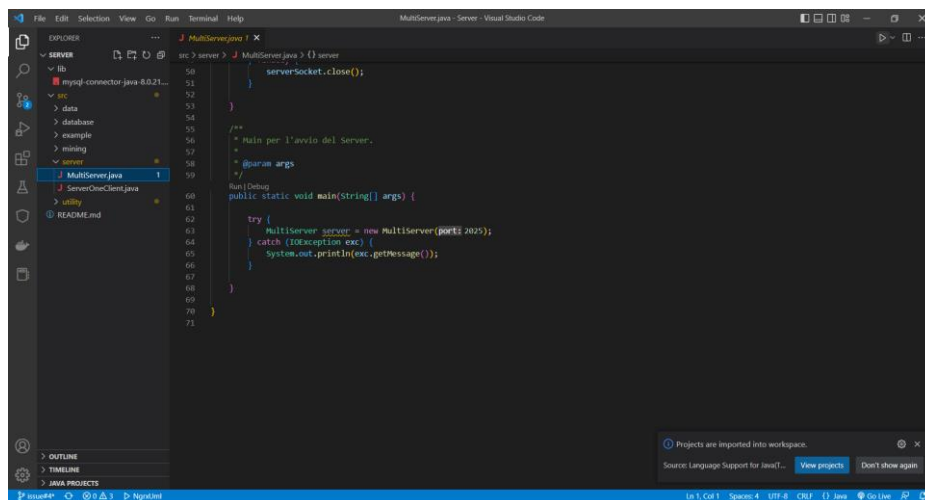 File Edit Selection View Go Run Terminal Help
MultiServer.java - Server - Visual Studio Code
EXPLORER
SERVER
lib
mysql-connector-java-8.0.21....
src
data
database
example
mining
server
MultiServer.java 1
ServerOneClient.java
utility
README.md
OUTLINE
TIMELINE
JAVA PROJECTS
MultiServer.java 1
src > server > MultiServer.java > {} server
50 serverSocket.close();
51 }
52
53 }
54
55 /**
56 * Main per l'avvio del Server.
57 *
58 * @param args
59 */
Run | Debug
60 public static void main(String[] args) {
61
62 try {
63 MultiServer server = new MultiServer(port: 2025);
64 } catch (IOException exc) {
65 System.out.println(exc.getMessage());
66 }
67
68 }
69
70 }
71
Projects are imported into workspace.
Source: Language Support for Java(T...
View projects
Don't show again
issue#4* 0 3 NgrxUml
Ln 1, Col 1 Spaces: 4 UTF-8 CRLF {} Java Go Live